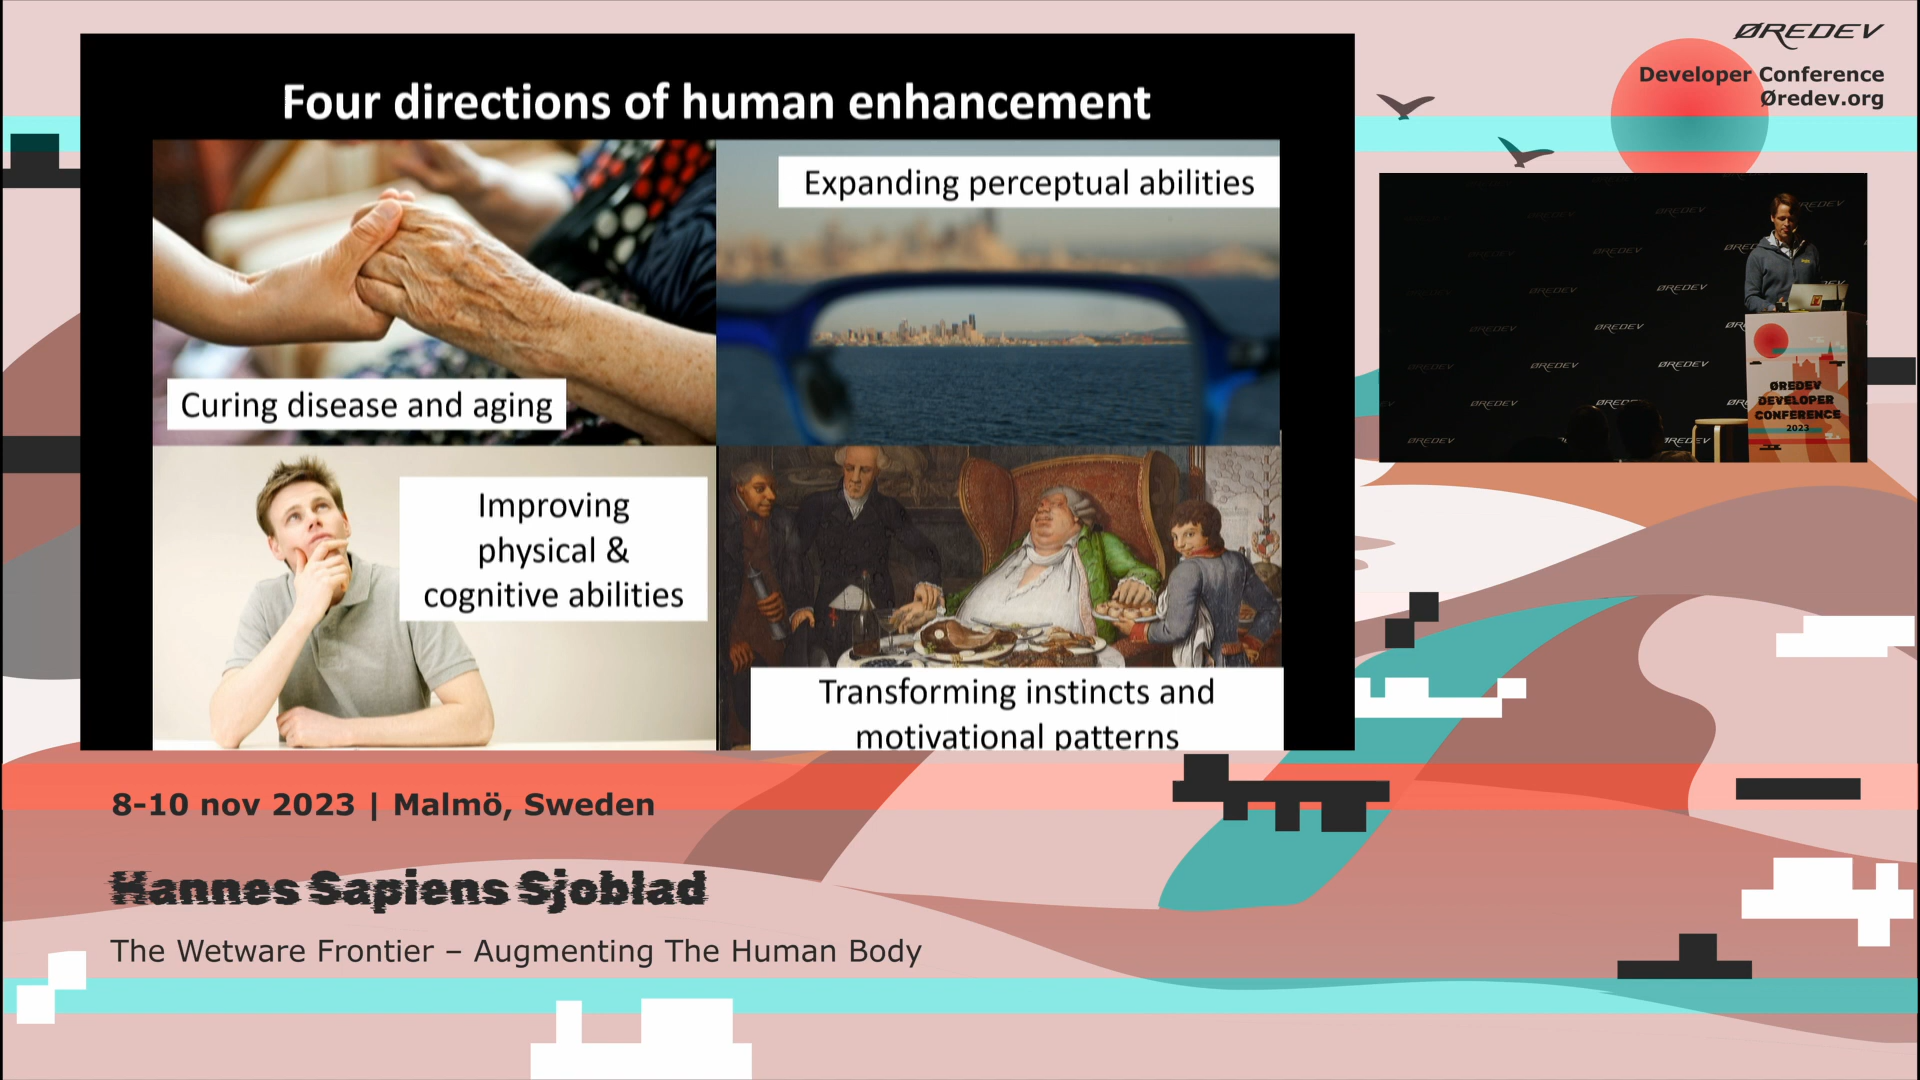 ØREDEV
Developer Conference
Øredev.org
Four directions of human enhancement
Expanding perceptual abilities
Curing disease and aging
Improving
physical &
cognitive abilities
Transforming instincts and
motivational patterns
ØREDEV
DEVELOPER
CONFERENCE
2023
8-10 nov 2023 | Malmö, Sweden
Hannes Sapiens Sjoblad
The Wetware Frontier – Augmenting The Human Body